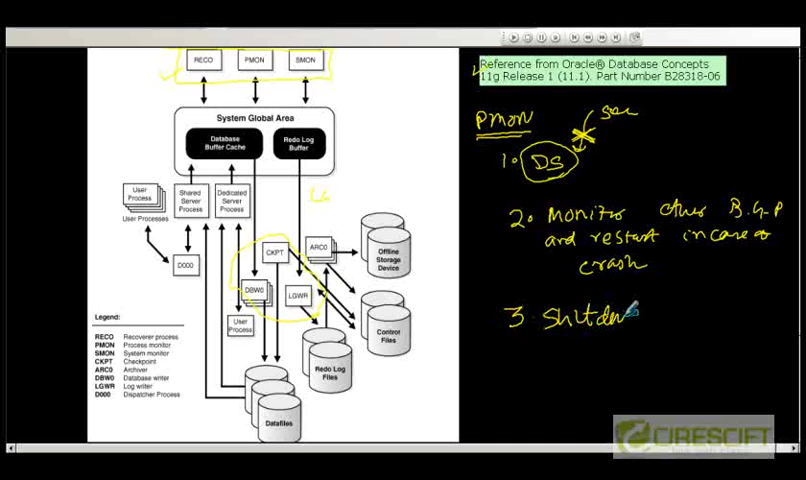 RECO
PMON
SMON
System Global Area
Database
Buffer Cache
Redo Log
Buffer
User
Process
User Processes
Shared
Server
Process
Dedicated
Server
Process
D000
CKPT
ARC0
Offline
Storage
Device
DBW0
LGWR
User
Process
Control
Files
Redo Log
Files
Datafiles
Legend:
RECO Recoverer process
PMON Process monitor
SMON System monitor
CKPT Checkpoint
ARC0 Archiver
DBW0 Database writer
LGWR Log writer
D000 Dispatcher Process
Reference from Oracle® Database Concepts
11g Release 1 (11.1). Part Number B28318-06
PMON
1. DS
2. Monitor other B.G.P
and restart incase of
crash
3.